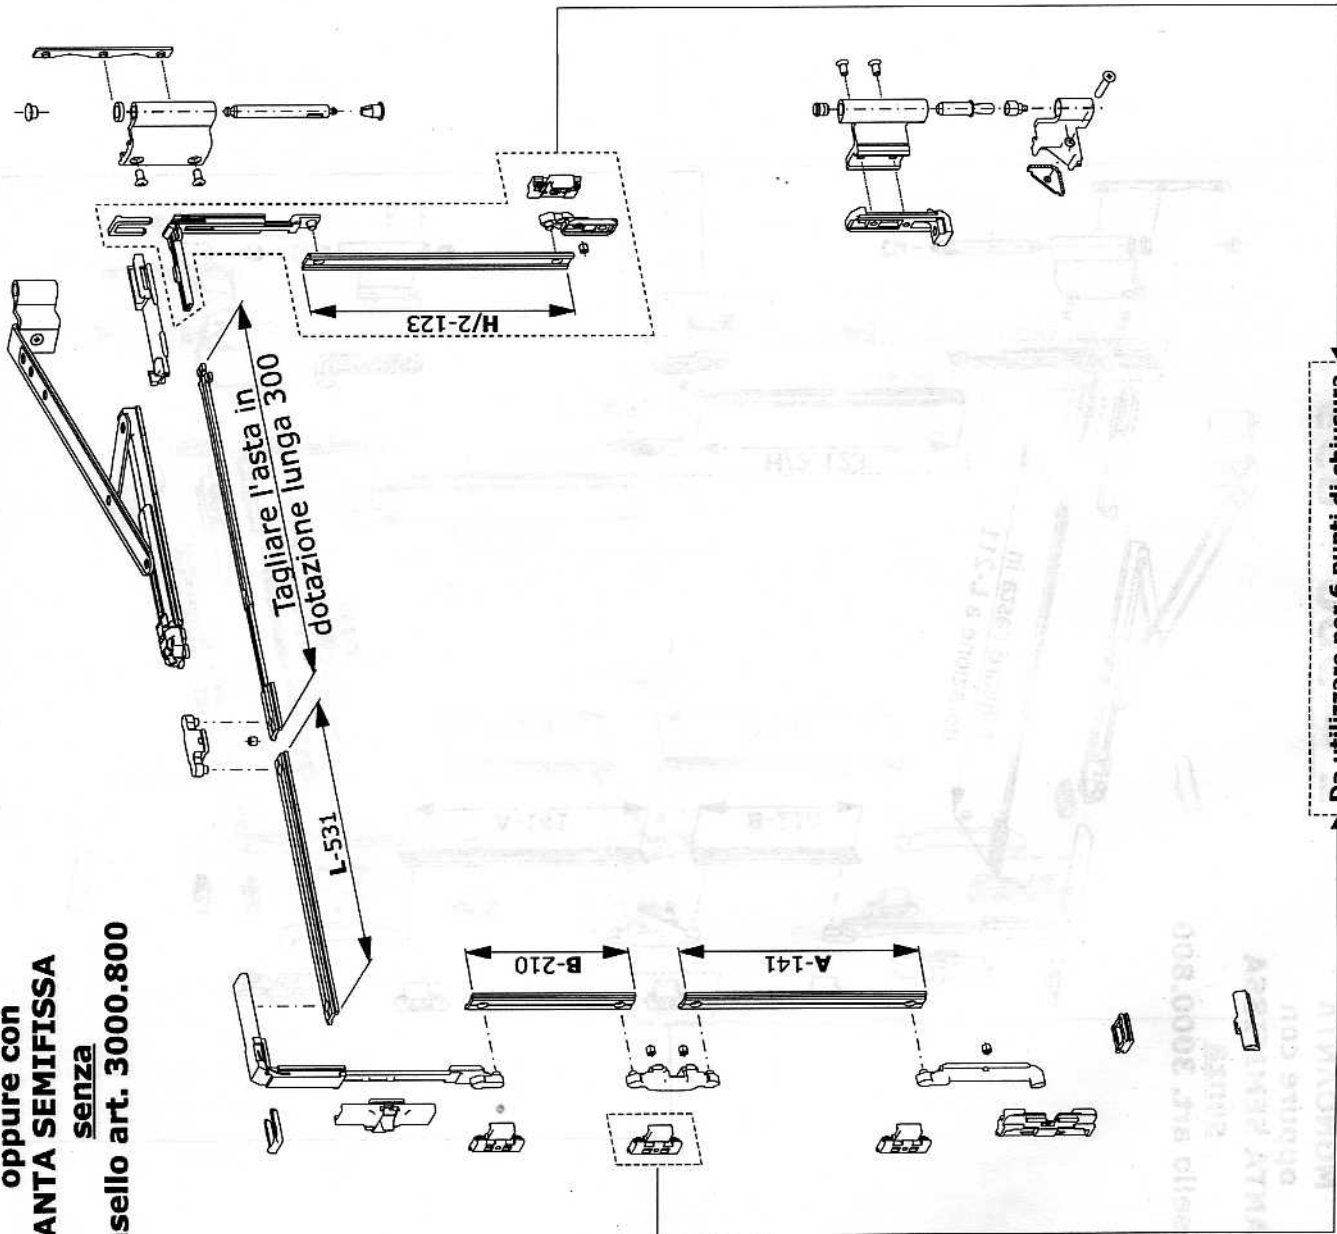 oppure con
ANTA SEMIFISSA
senza
sello art. 3000.800
H/2-123
Tagliare l'asta in
dotazione lunga 300
L-531
B-210
A-141